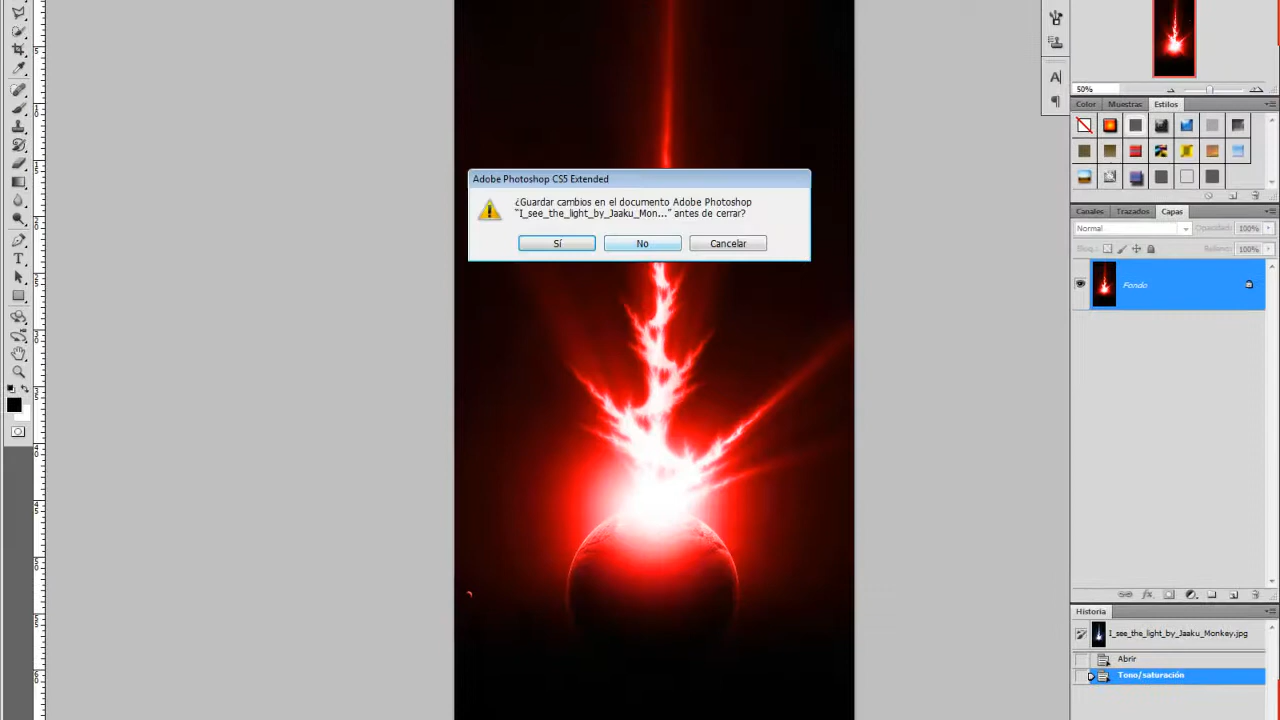 50%
Color Muestras Estilos
Adobe Photoshop CS5 Extended
¿Guardar cambios en el documento Adobe Photoshop
"I_see_the_light_by_Jaaku_Mon..." antes de cerrar?
Sí No Cancelar
Canales Trazados Capas
Normal Opacidad: 100%
Bloq.: Relleno: 100%
Fondo
Historia
I_see_the_light_by_Jaaku_Monkey.jpg
Abrir
Tono/saturación